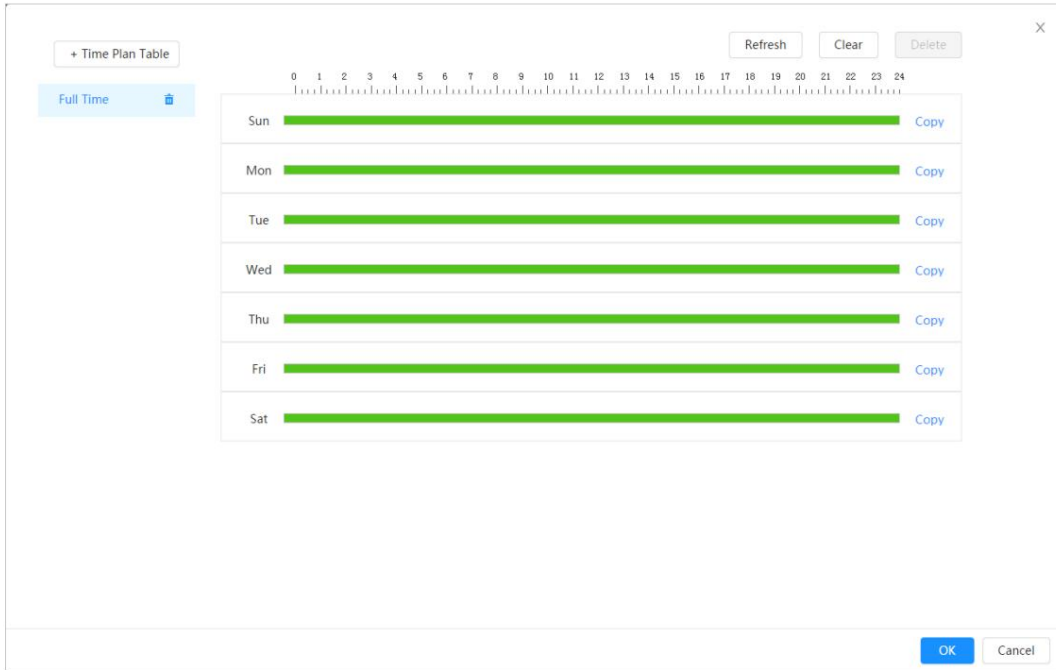 + Time Plan Table
Refresh Clear Delete
Full Time
0 1 2 3 4 5 6 7 8 9 10 11 12 13 14 15 16 17 18 19 20 21 22 23 24
Sun Copy
Mon Copy
Tue Copy
Wed Copy
Thu Copy
Fri Copy
Sat Copy
OK Cancel